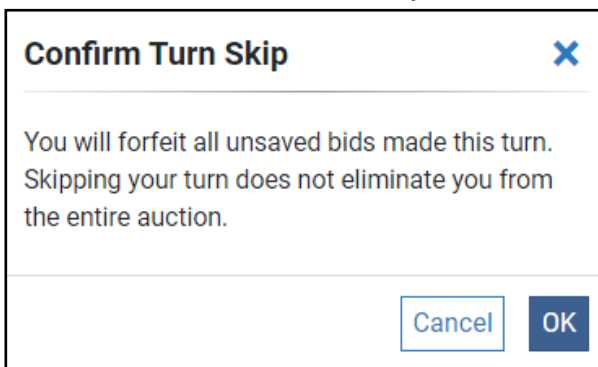 Confirm Turn Skip
You will forfeit all unsaved bids made this turn.
Skipping your turn does not eliminate you from
the entire auction.
Cancel
OK